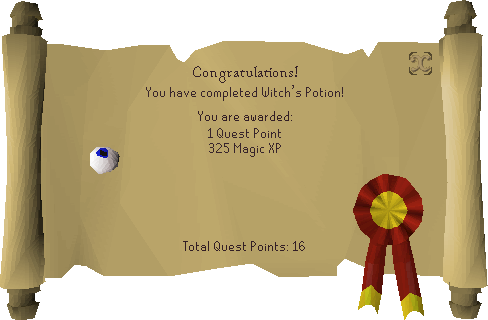 Congratulations!
You have completed Witch's Potion!
You are awarded:
1 Quest Point
325 Magic XP
Total Quest Points: 16